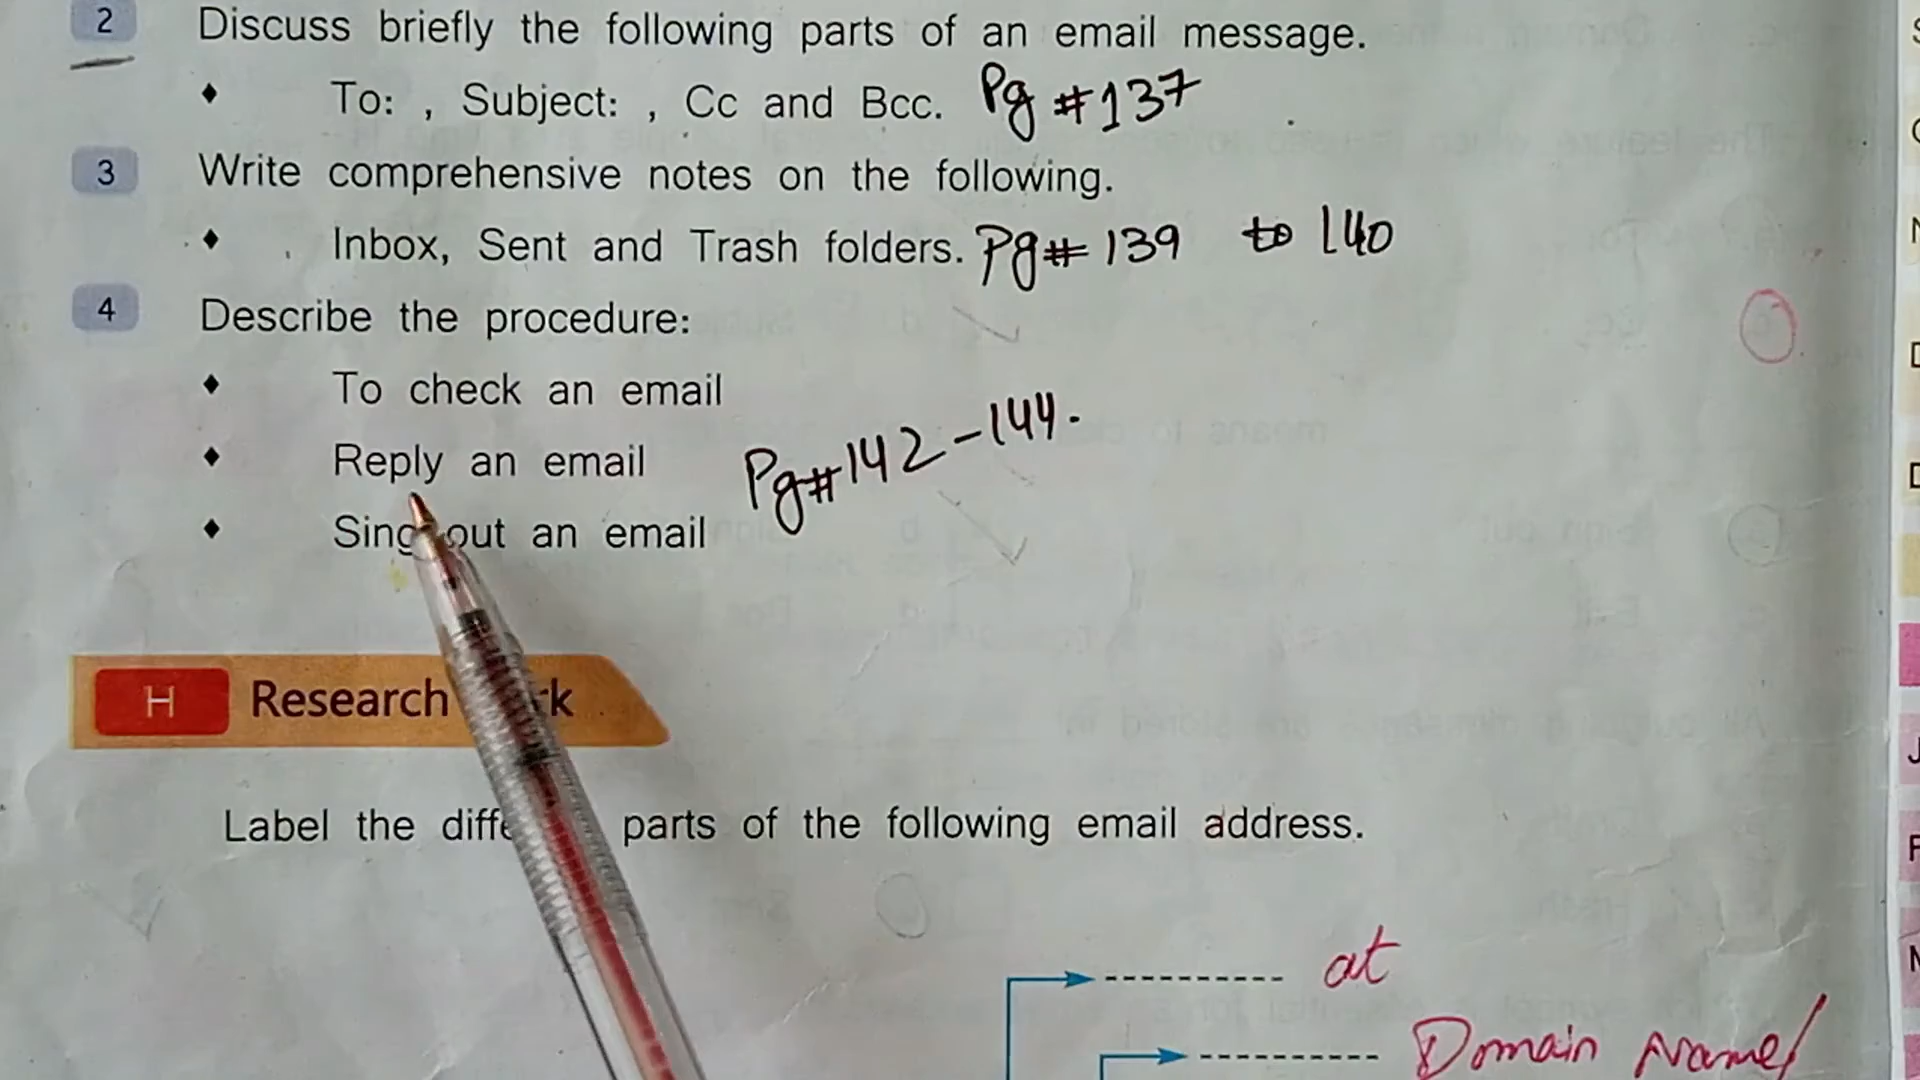 2 Discuss briefly the following parts of an email message.
♦ To: , Subject: , Cc and Bcc. Pg #137
3 Write comprehensive notes on the following.
♦ Inbox, Sent and Trash folders. Pg# 139 to 140
4 Describe the procedure:
♦ To check an email
♦ Reply an email Pg#142-144.
♦ Sing out an email
H Research
Label the parts of the following email address.
---------- at
---------- Domain Name/